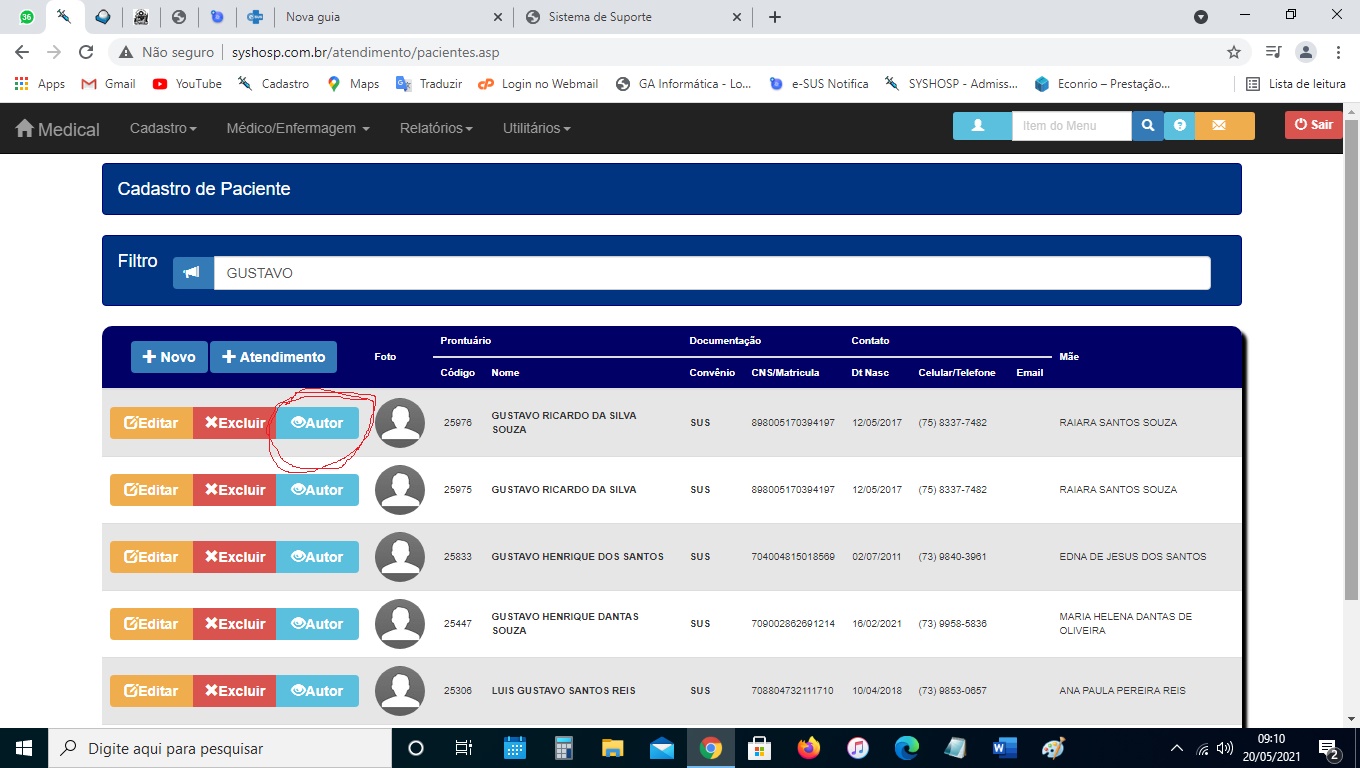 36
Nova guia
Sistema de Suporte
Não seguro
syshosp.com.br/atendimento/pacientes.asp
Apps
Gmail
YouTube
Cadastro
Maps
Traduzir
Login no Webmail
GA Informática - Lo...
e-SUS Notifica
SYSHOSP - Admiss...
Econrio – Prestação...
Lista de leitura
Medical
Cadastro
Médico/Enfermagem
Relatórios
Utilitários
Item do Menu
Sair
Cadastro de Paciente
Filtro
GUSTAVO
Novo
Atendimento
Foto
Prontuário
Documentação
Contato
Mãe
Código
Nome
Convênio
CNS/Matricula
Dt Nasc
Celular/Telefone
Email
Editar Excluir Autor
25976
GUSTAVO RICARDO DA SILVA
SOUZA
SUS
898005170394197
12/05/2017
(75) 8337-7482
RAIARA SANTOS SOUZA
Editar Excluir Autor
25975
GUSTAVO RICARDO DA SILVA
SUS
898005170394197
12/05/2017
(75) 8337-7482
RAIARA SANTOS SOUZA
Editar Excluir Autor
25833
GUSTAVO HENRIQUE DOS SANTOS
SUS
704004815018569
02/07/2011
(73) 9840-3961
EDNA DE JESUS DOS SANTOS
Editar Excluir Autor
25447
GUSTAVO HENRIQUE DANTAS
SOUZA
SUS
709002862691214
16/02/2021
(73) 9958-5836
MARIA HELENA DANTAS DE
OLIVEIRA
Editar Excluir Autor
25306
LUIS GUSTAVO SANTOS REIS
SUS
708804732111710
10/04/2018
(73) 9853-0657
ANA PAULA PEREIRA REIS
Digite aqui para pesquisar
09:10
20/05/2021
2